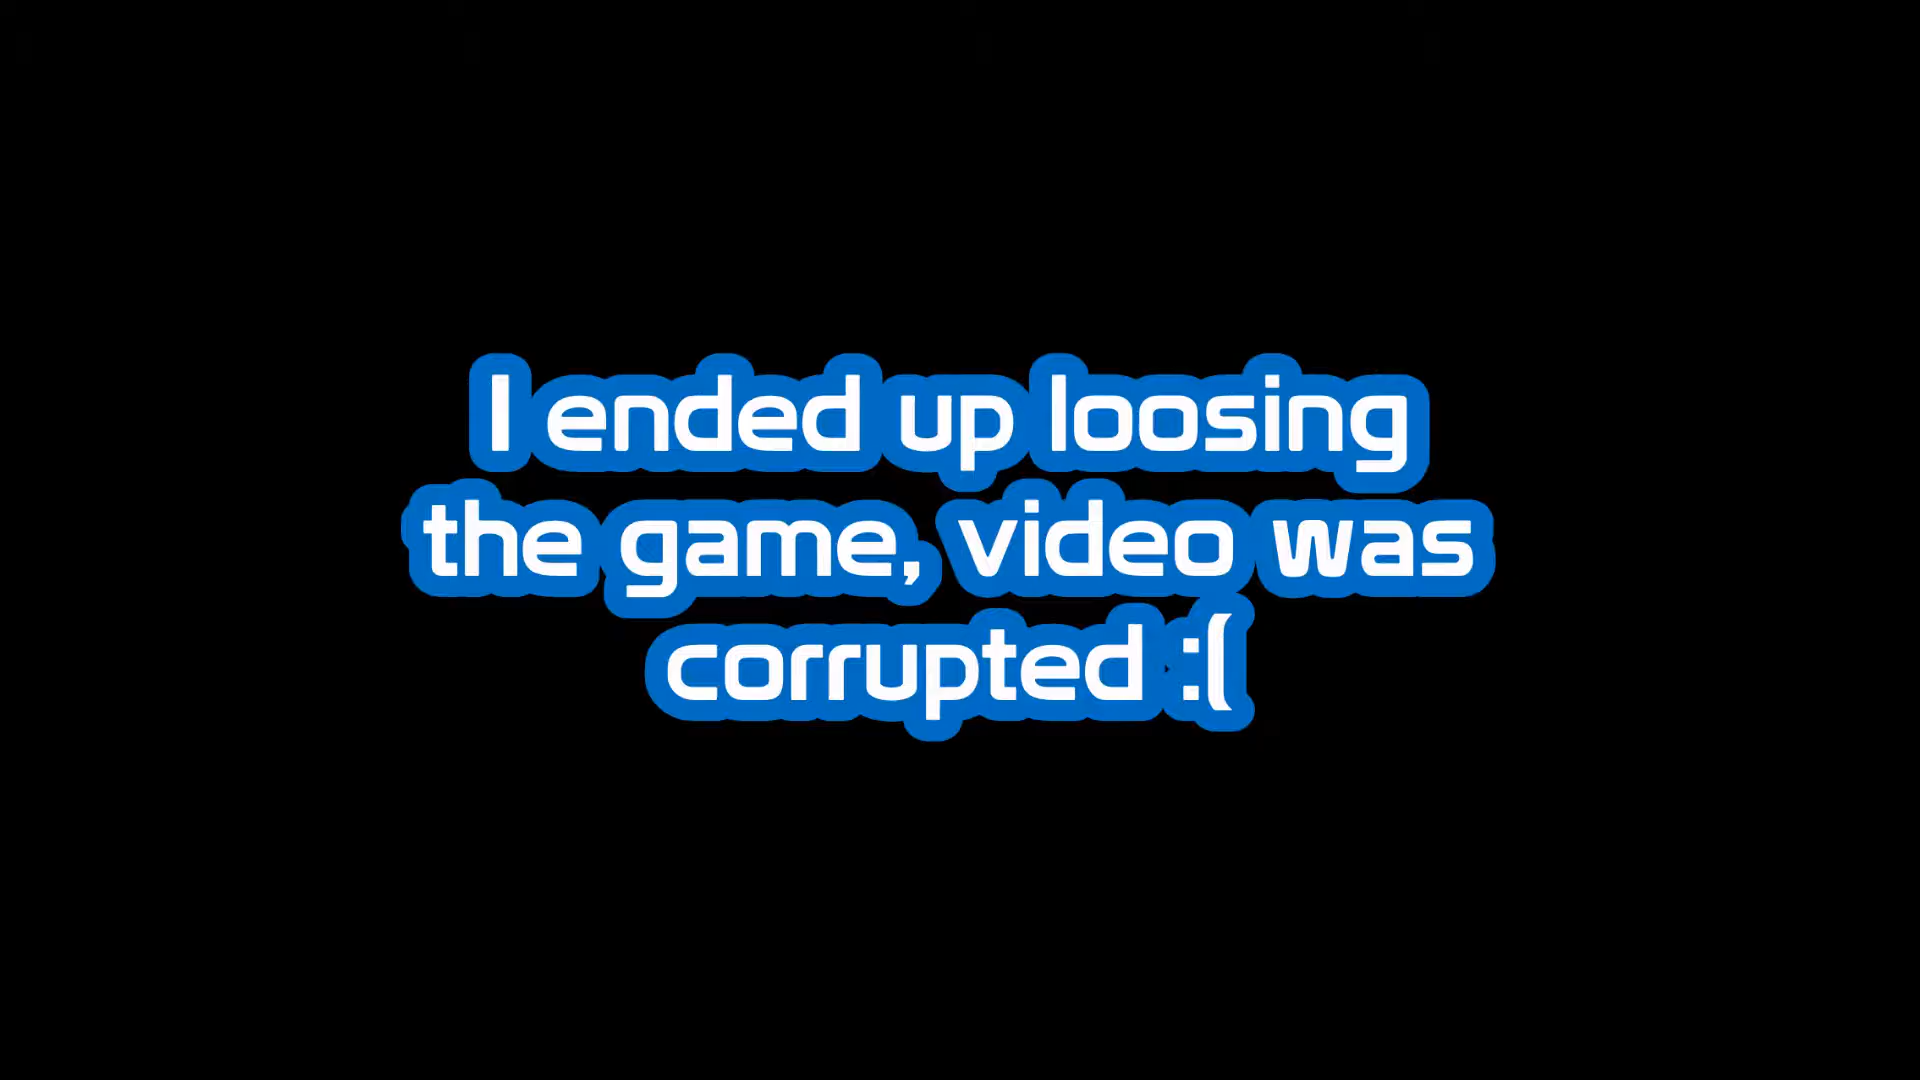 I ended up loosing
the game, video was
corrupted :(